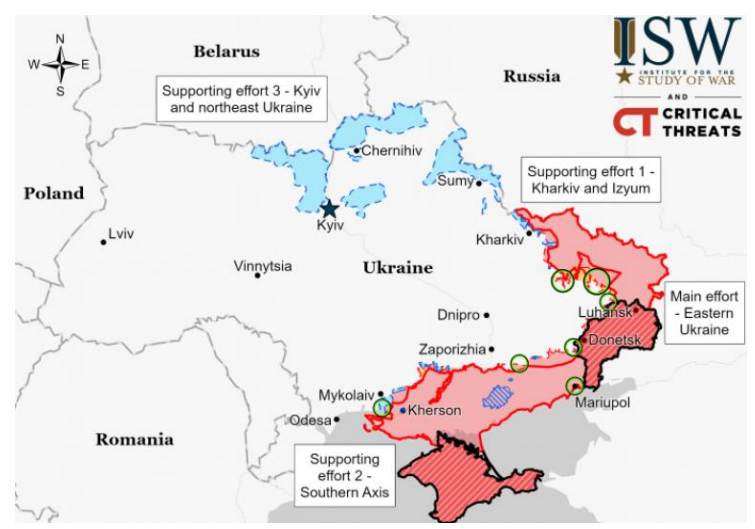 N
W E
S
Belarus
Russia
ISW
INSTITUTE FOR THE
STUDY OF WAR
AND
CT CRITICAL
THREATS
Supporting effort 3 - Kyiv
and northeast Ukraine
Chernihiv
Supporting effort 1 -
Kharkiv and Izyum
Sumy
Poland
Kyiv
Lviv
Kharkiv
Vinnytsia
Ukraine
Main effort
- Eastern
Ukraine
Luhansk
Dnipro
Donetsk
Zaporizhia
Mykolaiv
Mariupol
Kherson
Odesa
Romania
Supporting
effort 2 -
Southern Axis